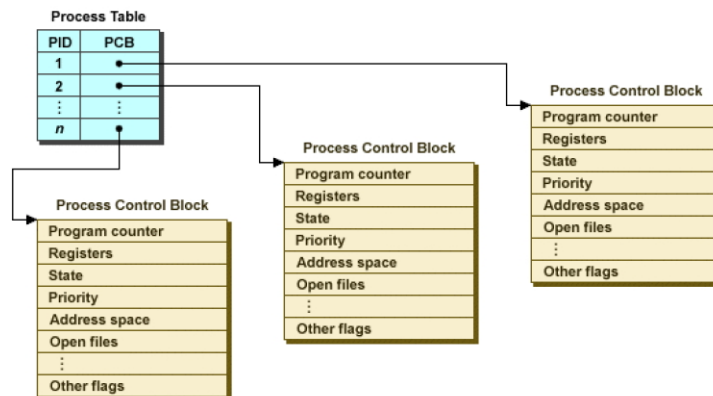 Process Table
PID PCB
1
2
⋮ ⋮
n
Process Control Block
Program counter
Registers
State
Priority
Address space
Open files
⋮
Other flags
Process Control Block
Program counter
Registers
State
Priority
Address space
Open files
⋮
Other flags
Process Control Block
Program counter
Registers
State
Priority
Address space
Open files
⋮
Other flags